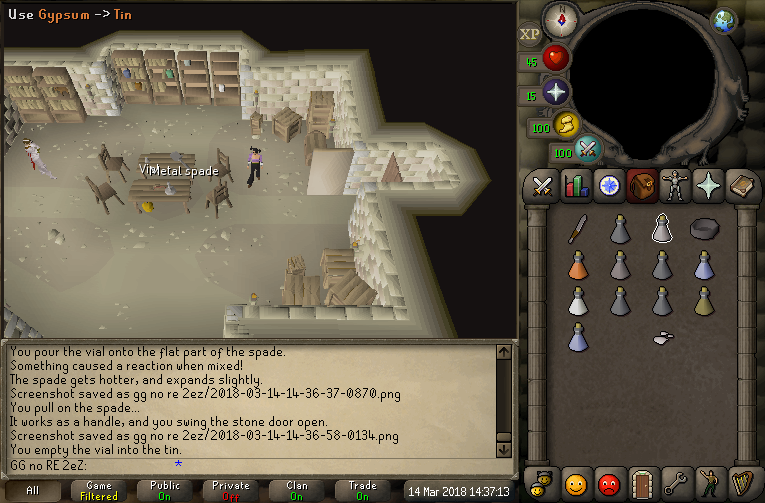 Use Gypsum -> Tin
XP
45
15
100
100
Metal spade
You pour the vial onto the flat part of the spade.
Something caused a reaction when mixed!
The spade gets hotter, and expands slightly.
Screenshot saved as gg no re 2ez/2018-03-14-14-36-37-0870.png
You pull on the spade...
It works as a handle, and you swing the stone door open.
Screenshot saved as gg no re 2ez/2018-03-14-14-36-58-0134.png
You empty the vial into the tin.
GG no RE 2eZ: *
All
Game
Filtered
Public
On
Private
Off
Clan
On
Trade
On
14 Mar 2018 14:37:13